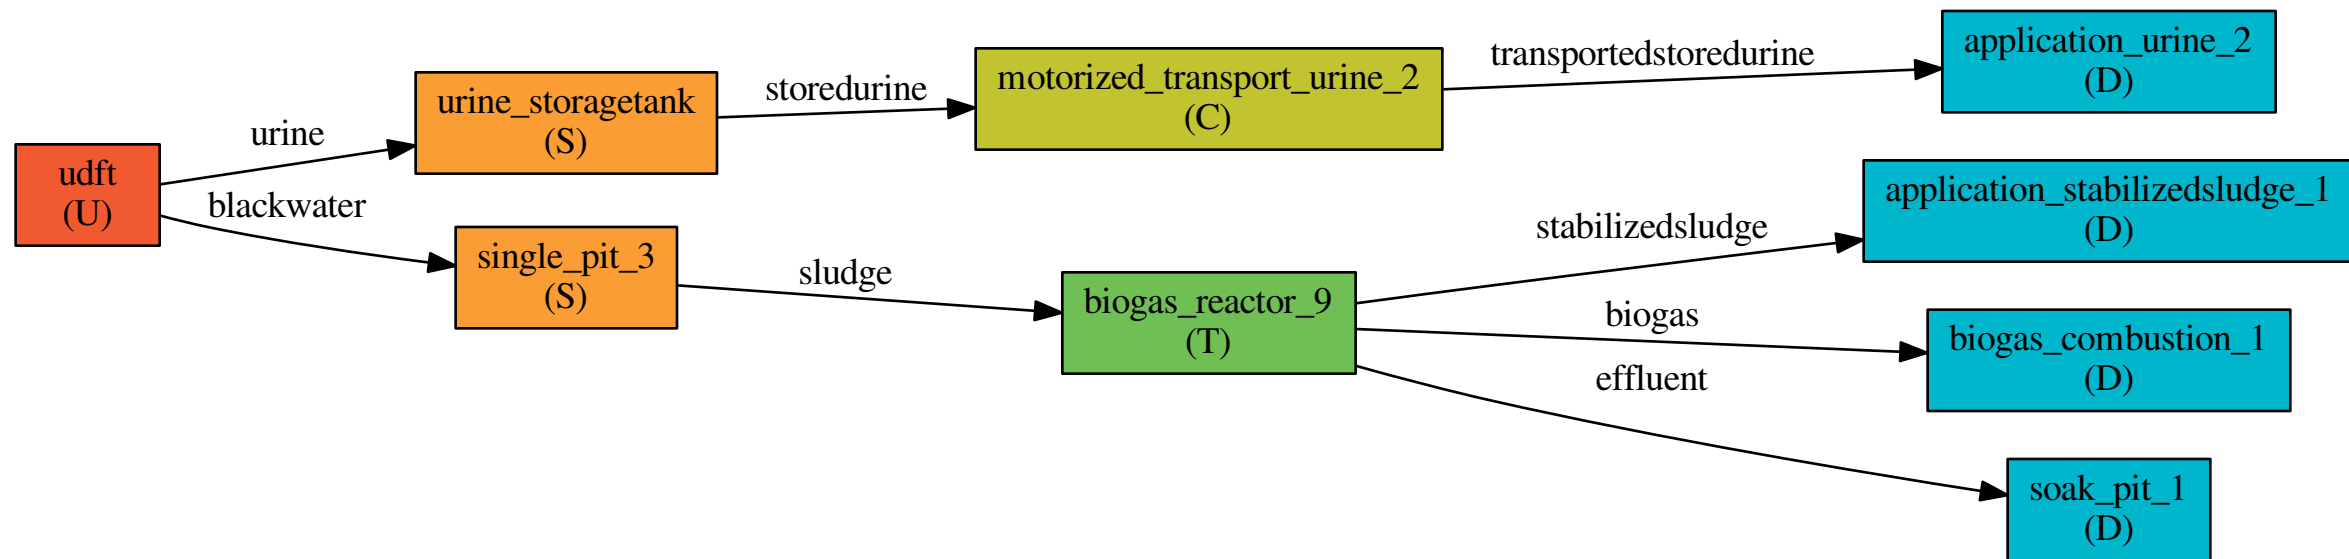 udft
(U)
urine
blackwater
urine_storagetank
(S)
single_pit_3
(S)
storedurine
sludge
motorized_transport_urine_2
(C)
biogas_reactor_9
(T)
transportedstoredurine
stabilizedsludge
biogas
effluent
application_urine_2
(D)
application_stabilizedsludge_1
(D)
biogas_combustion_1
(D)
soak_pit_1
(D)